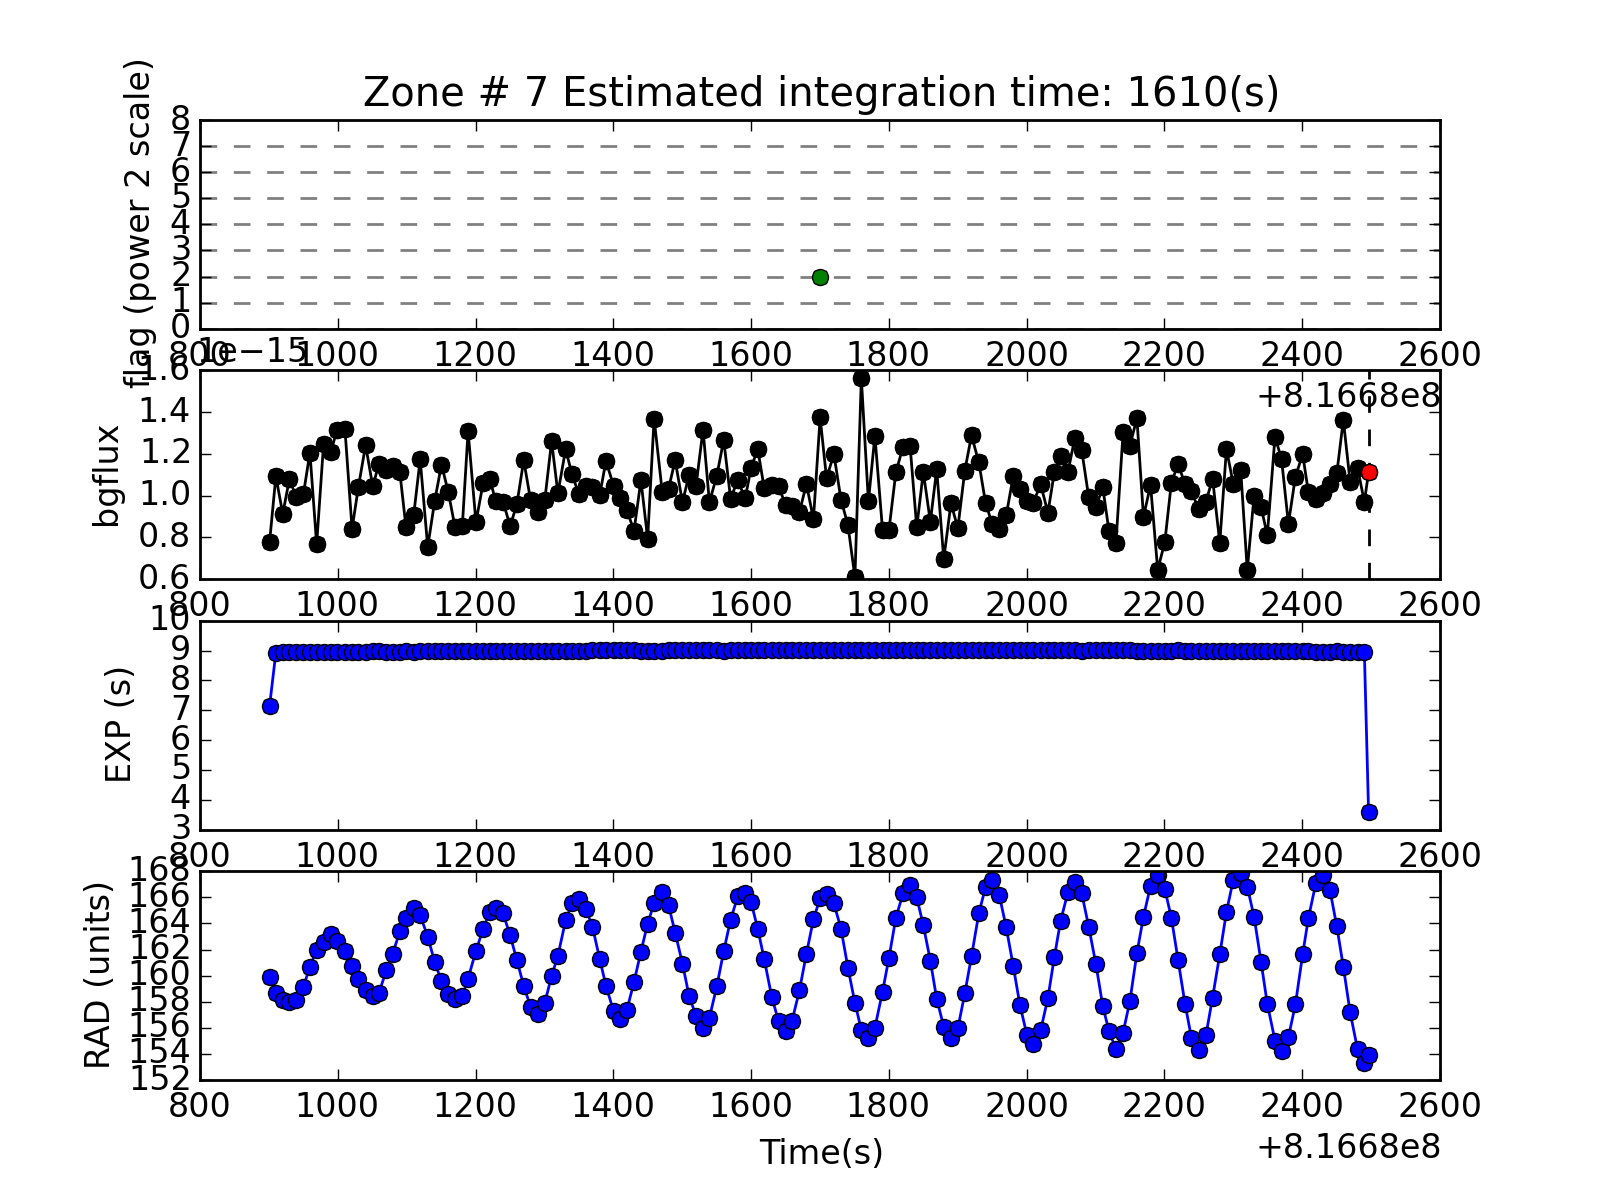 Zone # 7 Estimated integration time: 1610(s)
flag (power 2 scale)
8
7
6
5
4
3
2
1
0
800 1000 1200 1400 1600 1800 2000 2200 2400 2600
1e−15
+8.1668e8
bgflux
1.6
1.4
1.2
1.0
0.8
0.6
800 1000 1200 1400 1600 1800 2000 2200 2400 2600
EXP (s)
10
9
8
7
6
5
4
3
800 1000 1200 1400 1600 1800 2000 2200 2400 2600
RAD (units)
168
166
164
162
160
158
156
154
152
800 1000 1200 1400 1600 1800 2000 2200 2400 2600
Time(s)
+8.1668e8